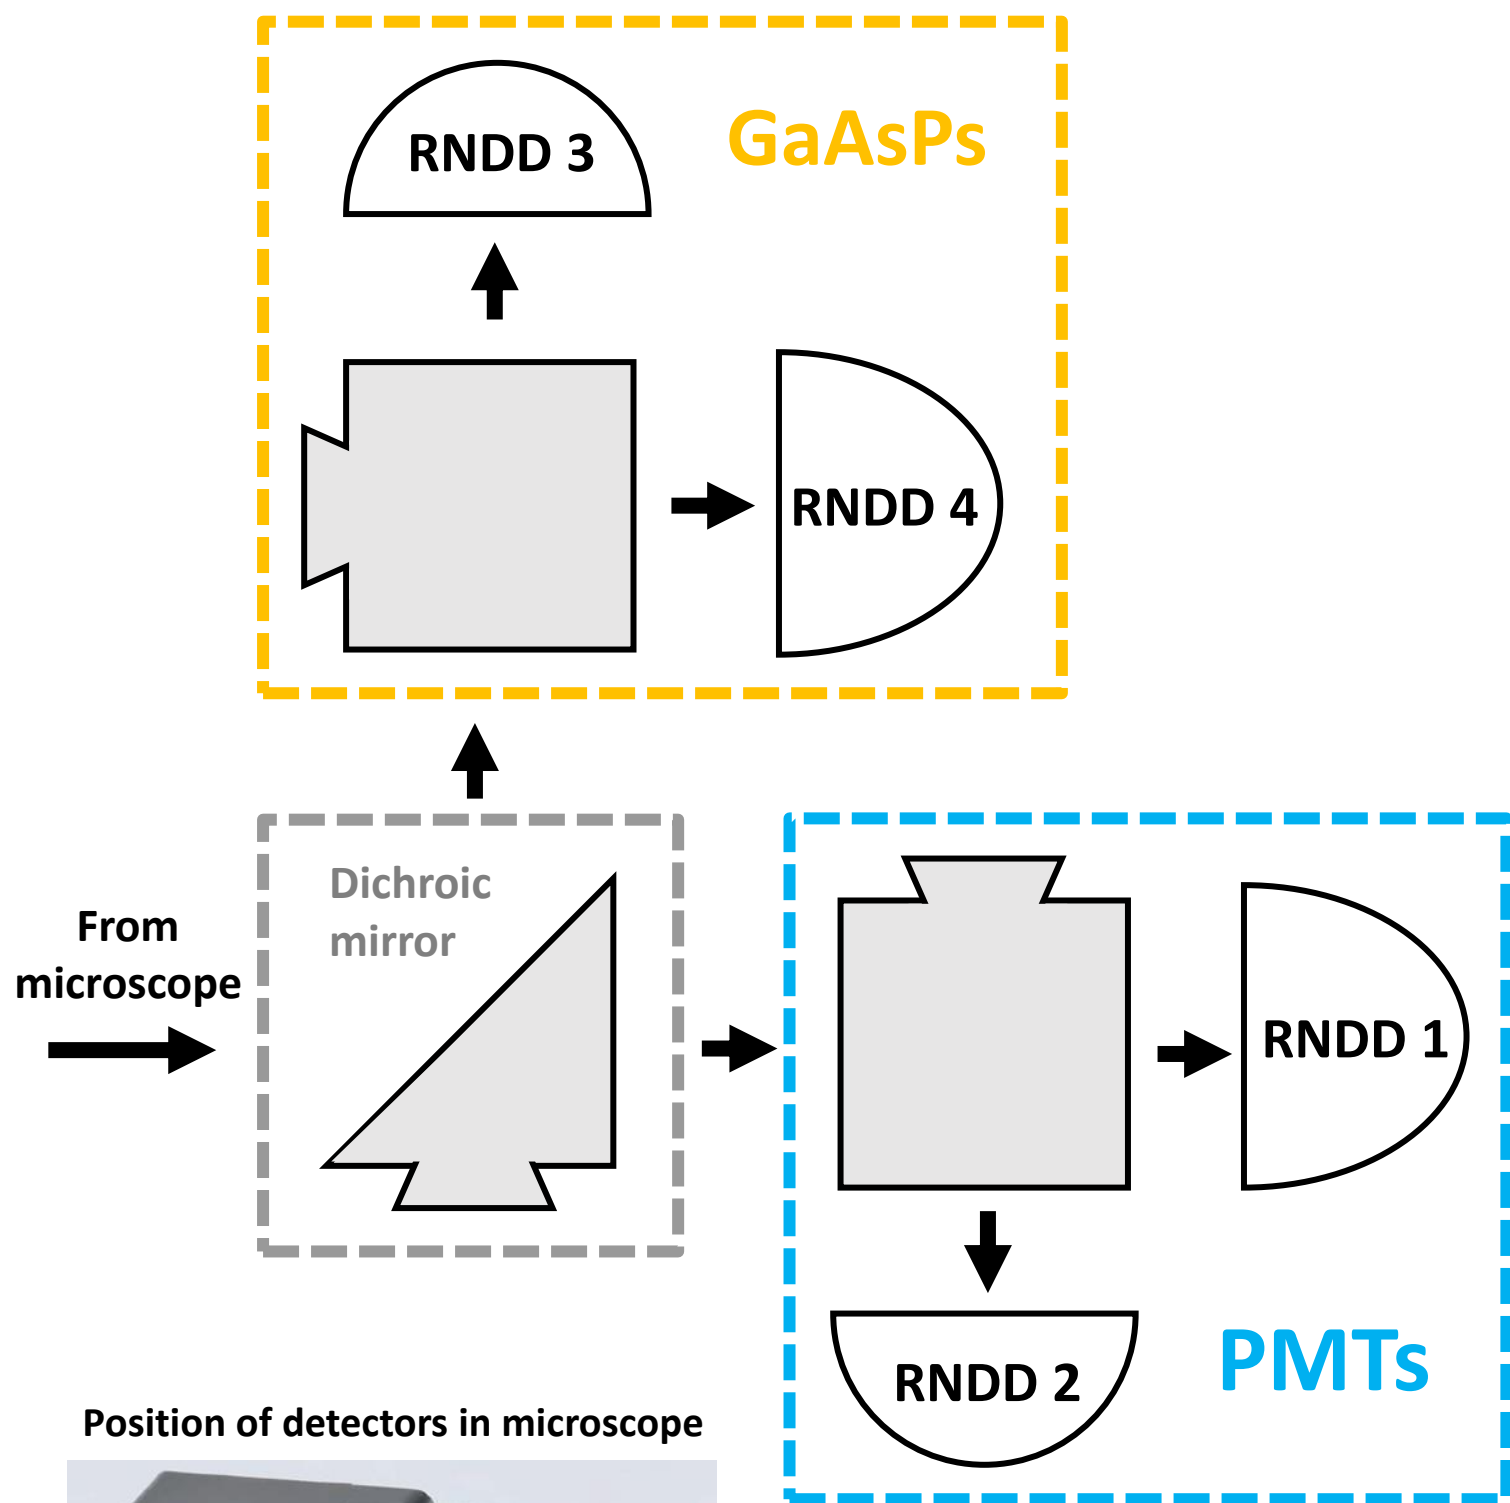 RNDD 3
GaAsPs
RNDD 4
Dichroic
mirror
From
microscope
RNDD 1
RNDD 2
PMTs
Position of detectors in microscope